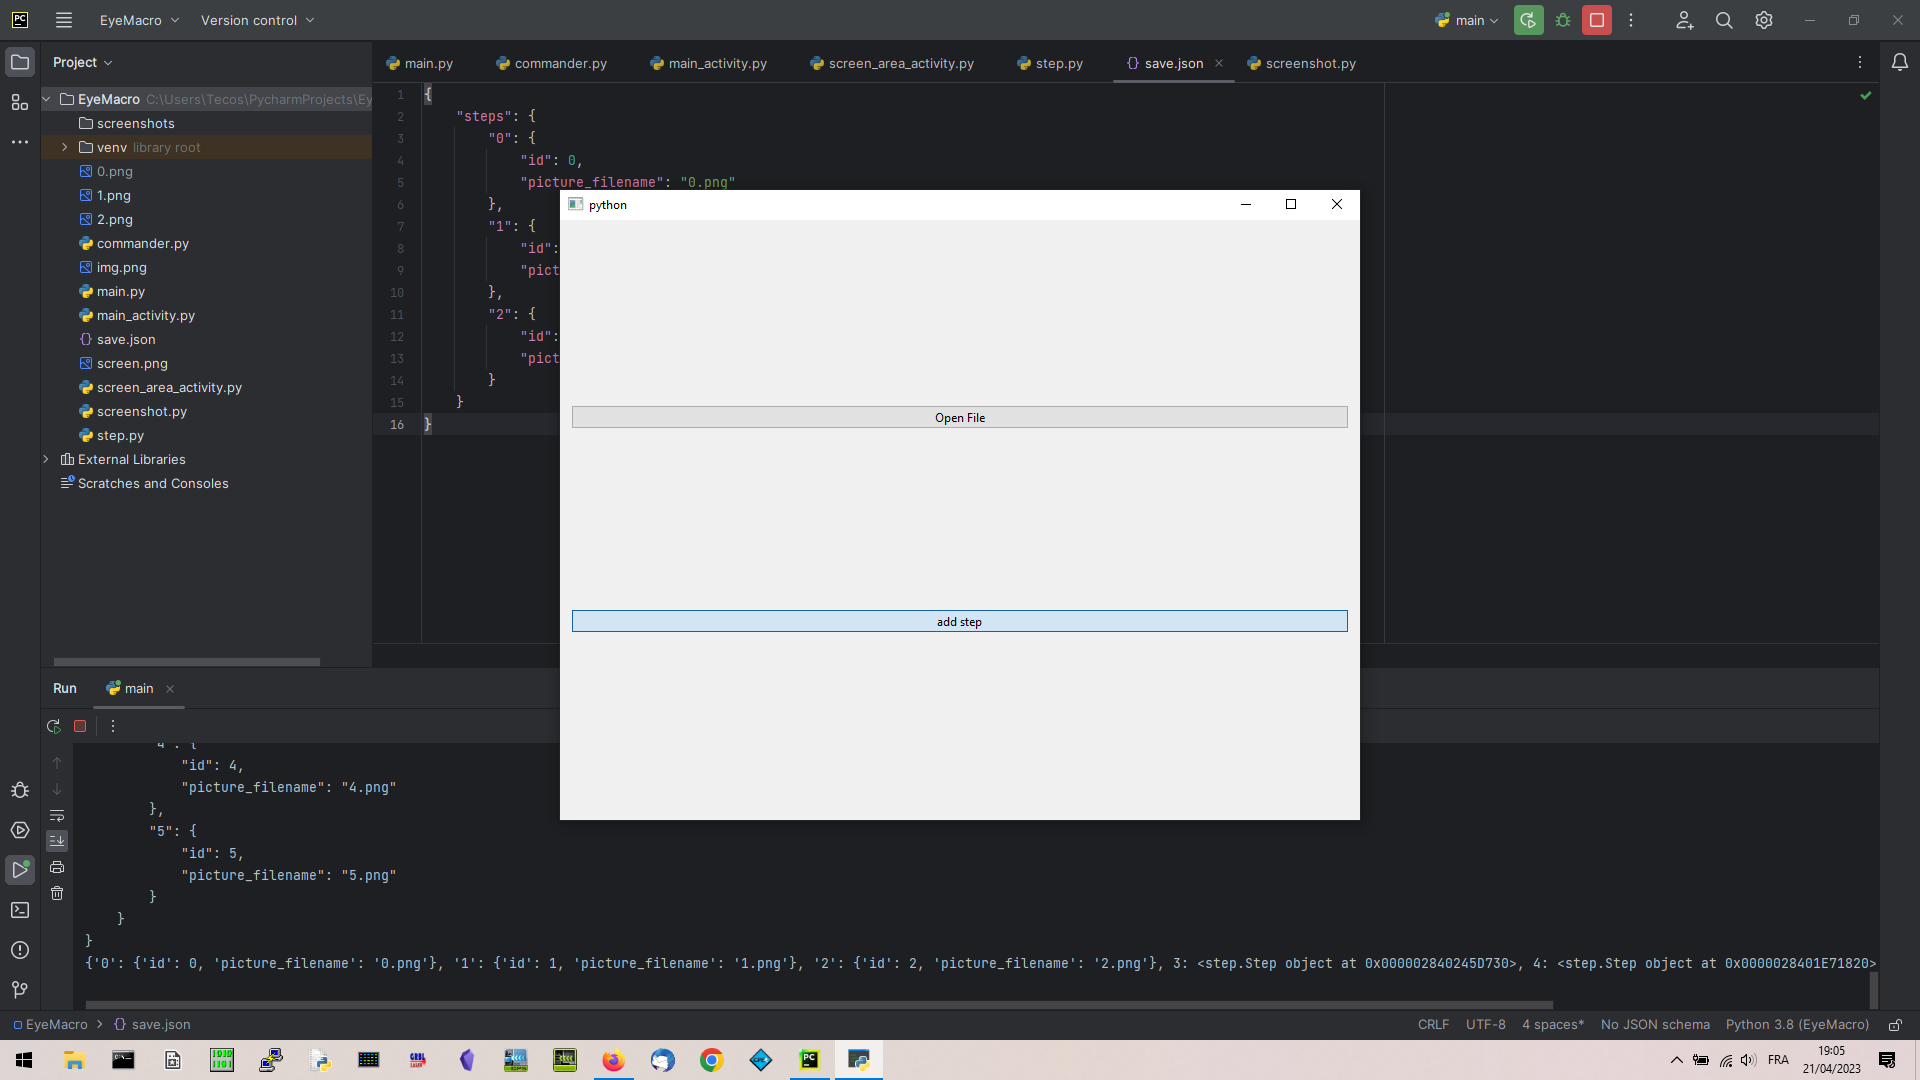 EyeMacro
Version control
main
Project
main.py
commander.py
main_activity.py
screen_area_activity.py
step.py
save.json
screenshot.py
EyeMacro C:\Users\Tecos\PycharmProjects\Ey
screenshots
venv library root
0.png
1.png
2.png
commander.py
img.png
main.py
main_activity.py
save.json
screen.png
screen_area_activity.py
screenshot.py
step.py
External Libraries
Scratches and Consoles
1 {
2 "steps": {
3 "0": {
4 "id": 0,
5 "picture_filename": "0.png"
6 },
7 "1": {
8 "id":
9 "pict
10 },
11 "2": {
12 "id":
13 "pict
14 }
15 }
16 }
python
Open File
add step
Run
main
"4": {
"id": 4,
"picture_filename": "4.png"
},
"5": {
"id": 5,
"picture_filename": "5.png"
}
}
}
{'0': {'id': 0, 'picture_filename': '0.png'}, '1': {'id': 1, 'picture_filename': '1.png'}, '2': {'id': 2, 'picture_filename': '2.png'}, 3: <step.Step object at 0x000002840245D730>, 4: <step.Step object at 0x0000028401E71820>
EyeMacro > save.json
CRLF UTF-8 4 spaces* No JSON schema Python 3.8 (EyeMacro)
FRA
19:05
21/04/2023